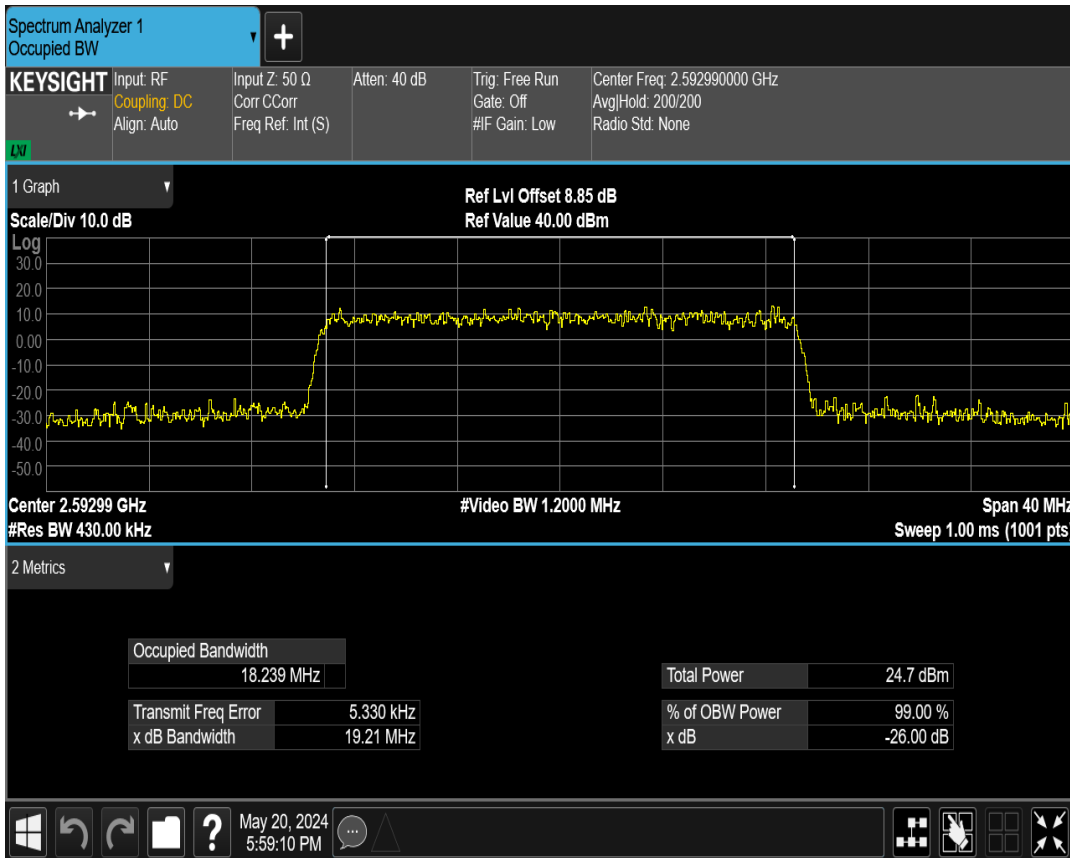 Spectrum Analyzer 1
Occupied BW
KEYSIGHT
LXI
Input: RF
Coupling: DC
Align: Auto
Input Z: 50 Ω
Corr CCorr
Freq Ref: Int (S)
Atten: 40 dB
Trig: Free Run
Gate: Off
#IF Gain: Low
Center Freq: 2.592990000 GHz
Avg|Hold: 200/200
Radio Std: None
1 Graph
Scale/Div 10.0 dB
Ref Lvl Offset 8.85 dB
Ref Value 40.00 dBm
Log
30.0
20.0
10.0
0.00
-10.0
-20.0
-30.0
-40.0
-50.0
Center 2.59299 GHz
#Video BW 1.2000 MHz
Span 40 MHz
#Res BW 430.00 kHz
Sweep 1.00 ms (1001 pts)
2 Metrics
Occupied Bandwidth
18.239 MHz
Total Power 24.7 dBm
Transmit Freq Error 5.330 kHz
% of OBW Power 99.00 %
x dB Bandwidth 19.21 MHz
x dB -26.00 dB
?
May 20, 2024
5:59:10 PM